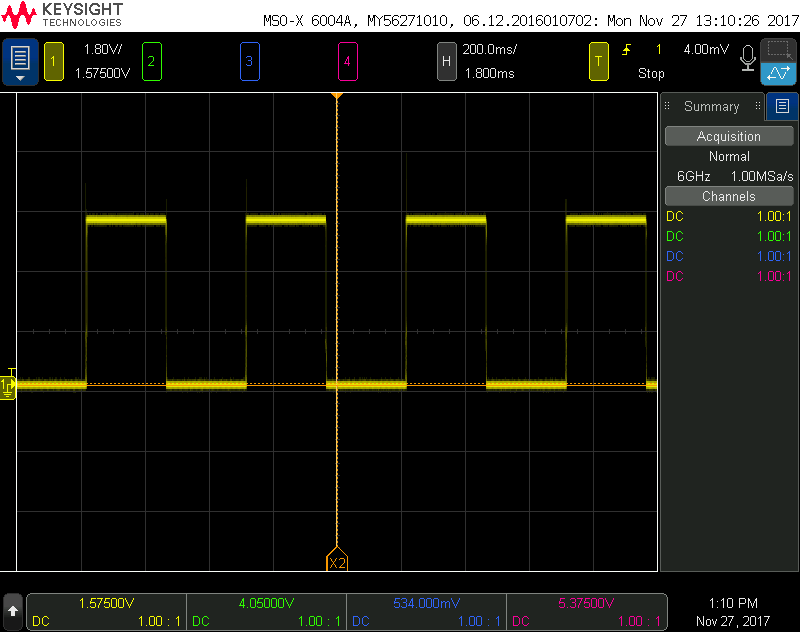 KEYSIGHT
TECHNOLOGIES
MSO-X 6004A, MY56271010, 06.12.2016010702: Mon Nov 27 13:10:26 2017
1 1.80V/ 1.57500V 2 3 4 H 200.0ms/ 1.800ms T 1 4.00mV Stop
Summary
Acquisition
Normal
6GHz 1.00MSa/s
Channels
DC 1.00:1
DC 1.00:1
DC 1.00:1
DC 1.00:1
T
1
X2
1.57500V 4.05000V 534.000mV 5.37500V 1:10 PM
DC 1.00 : 1 DC 1.00 : 1 DC 1.00 : 1 DC 1.00 : 1 Nov 27, 2017